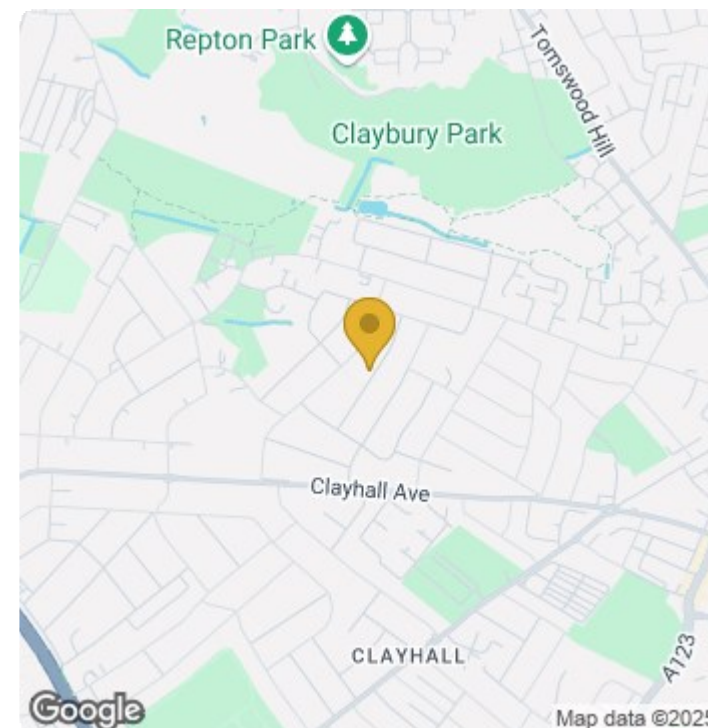 Repton Park
Tomswood Hill
Claybury Park
Clayhall Ave
CLAYHALL
A123
Google
Map data ©2025